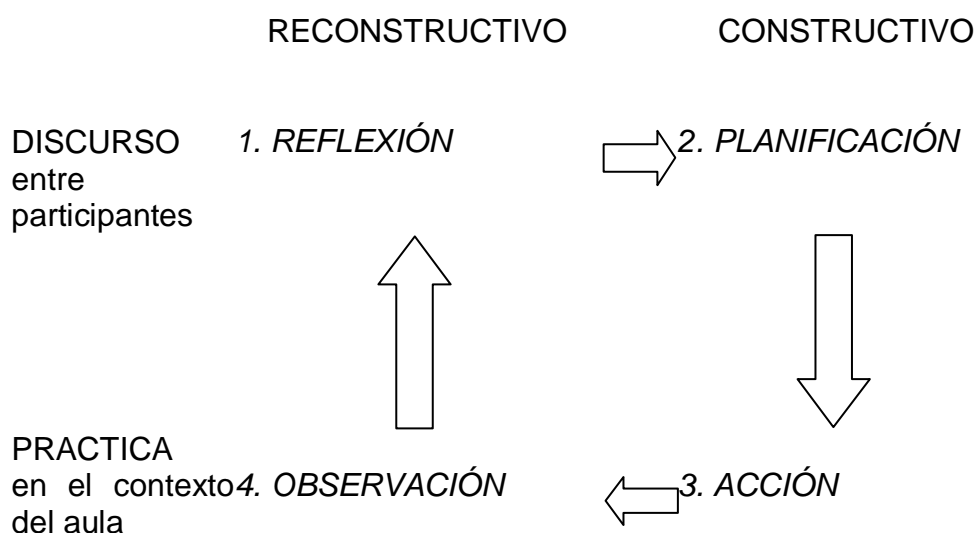 RECONSTRUCTIVO CONSTRUCTIVO
DISCURSO 1. REFLEXIÓN 2. PLANIFICACIÓN
entre
participantes
PRACTICA
en el contexto 4. OBSERVACIÓN 3. ACCIÓN
del aula